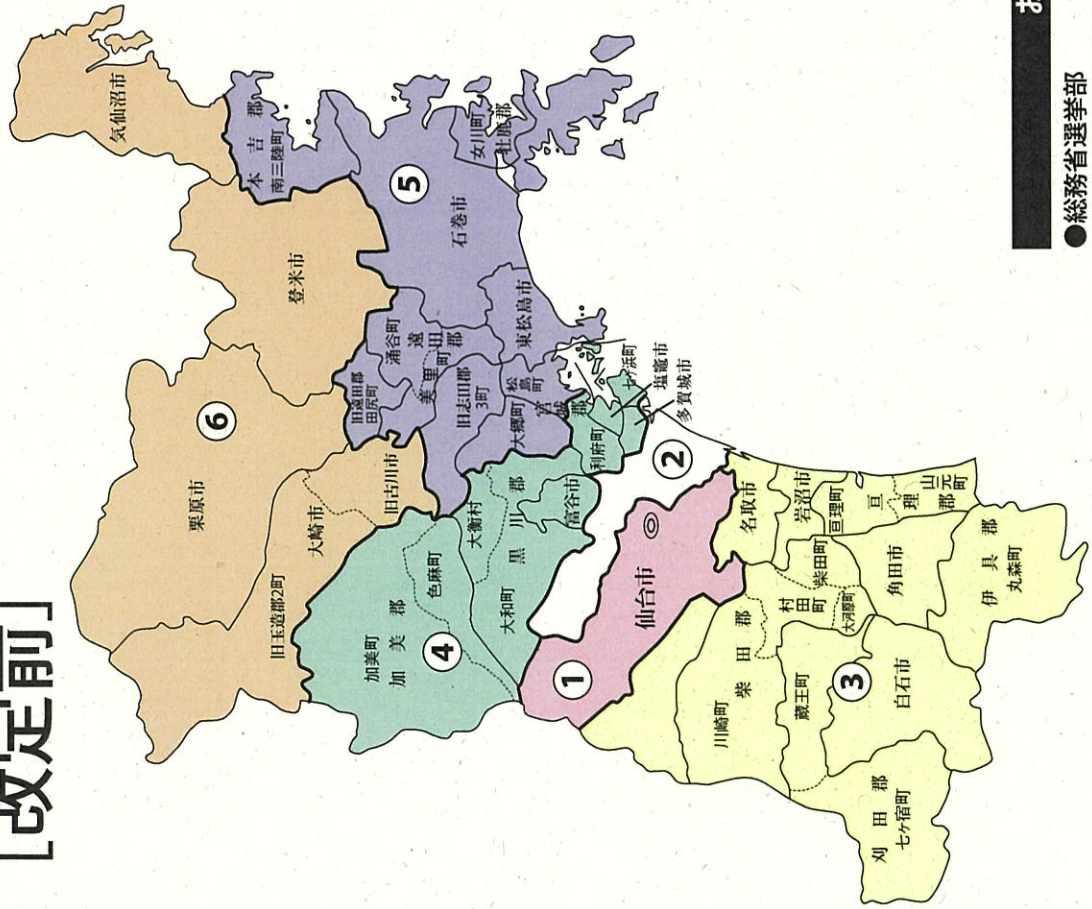 ［改定前］
気仙沼市
本吉郡
南三陸町
⑤
女川町
牡鹿郡
石巻市
登米市
⑥
栗原市
涌谷町
遠田郡
美里町
旧遠田郡
田尻町
東松島市
旧志田郡
3町
松島町
大郷町
宮城郡
旧古川市
大崎市
旧玉造郡2町
利府町
七ヶ浜町
塩竈市
多賀城市
大衡村
黒川郡
富谷市
大和町
色麻町
加美町
加美郡
④
②
①
仙台市
名取市
岩沼市
亘理町
亘理郡
山元町
柴田町
村田町
大河原町
角田市
柴田郡
川崎町
蔵王町
③
白石市
伊具郡
丸森町
刈田郡
七ヶ宿町
お
●総務省選挙部